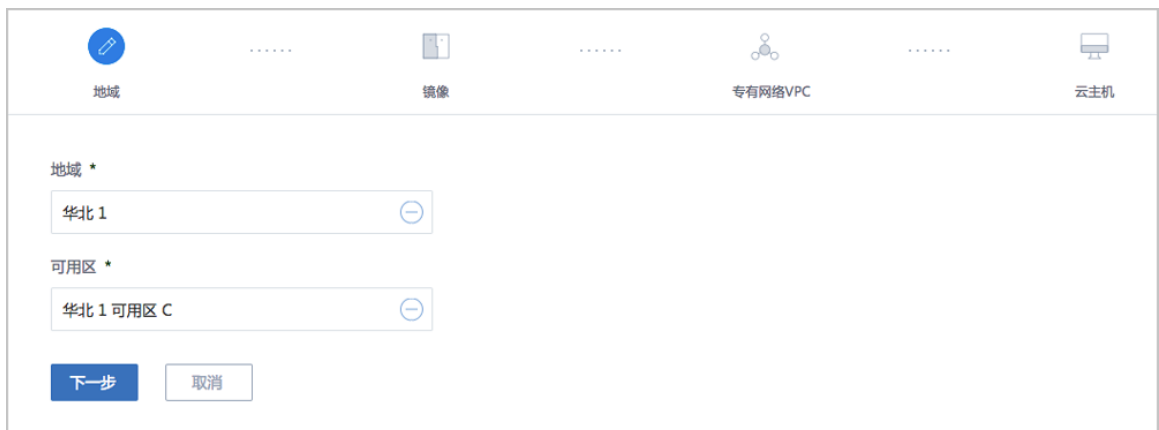 地域
镜像
专有网络VPC
云主机
地域 *
华北 1
可用区 *
华北 1 可用区 C
下一步
取消